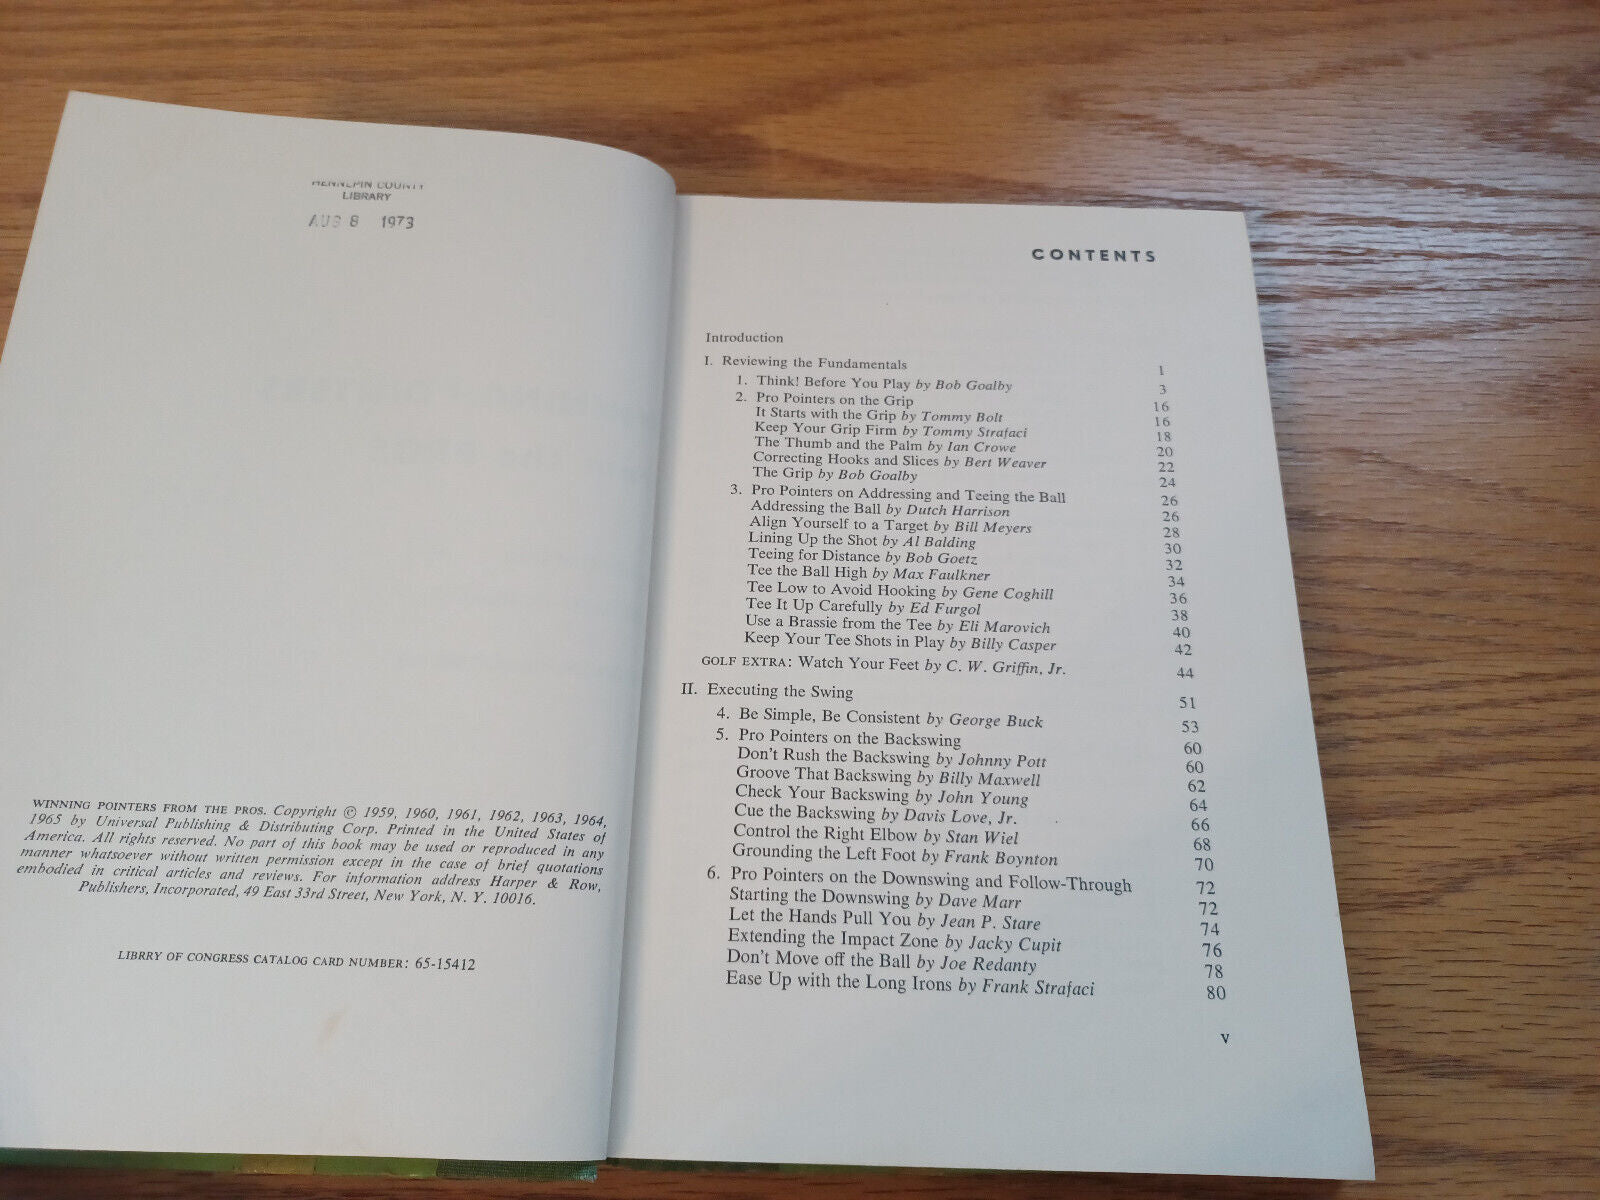 HENNEPIN COUNTY
LIBRARY
AUG 8 1973
WINNING POINTERS FROM THE PROS. Copyright © 1959, 1960, 1961, 1962, 1963, 1964,
1965 by Universal Publishing & Distributing Corp. Printed in the United States of
America. All rights reserved. No part of this book may be used or reproduced in any
manner whatsoever without written permission except in the case of brief quotations
embodied in critical articles and reviews. For information address Harper & Row,
Publishers, Incorporated, 49 East 33rd Street, New York, N. Y. 10016.
LIBRRY OF CONGRESS CATALOG CARD NUMBER: 65-15412
CONTENTS
Introduction
I. Reviewing the Fundamentals 1
1. Think! Before You Play by Bob Goalby 3
2. Pro Pointers on the Grip 16
It Starts with the Grip by Tommy Bolt 16
Keep Your Grip Firm by Tommy Strafaci 18
The Thumb and the Palm by Ian Crowe 20
Correcting Hooks and Slices by Bert Weaver 22
The Grip by Bob Goalby 24
3. Pro Pointers on Addressing and Teeing the Ball 26
Addressing the Ball by Dutch Harrison 26
Align Yourself to a Target by Bill Meyers 28
Lining Up the Shot by Al Balding 30
Teeing for Distance by Bob Goetz 32
Tee the Ball High by Max Faulkner 34
Tee Low to Avoid Hooking by Gene Coghill 36
Tee It Up Carefully by Ed Furgol 38
Use a Brassie from the Tee by Eli Marovich 40
Keep Your Tee Shots in Play by Billy Casper 42
GOLF EXTRA: Watch Your Feet by C. W. Griffin, Jr. 44
II. Executing the Swing 51
4. Be Simple, Be Consistent by George Buck 53
5. Pro Pointers on the Backswing 60
Don't Rush the Backswing by Johnny Pott 60
Groove That Backswing by Billy Maxwell 62
Check Your Backswing by John Young 64
Cue the Backswing by Davis Love, Jr. 66
Control the Right Elbow by Stan Wiel 68
Grounding the Left Foot by Frank Boynton 70
6. Pro Pointers on the Downswing and Follow-Through 72
Starting the Downswing by Dave Marr 72
Let the Hands Pull You by Jean P. Stare 74
Extending the Impact Zone by Jacky Cupit 76
Don't Move off the Ball by Joe Redanty 78
Ease Up with the Long Irons by Frank Strafaci 80
v